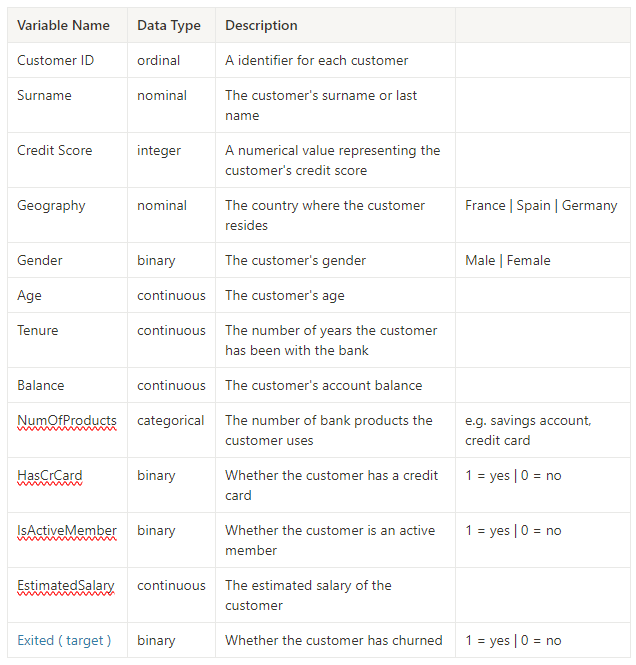 Variable Name Data Type Description
Customer ID ordinal A identifier for each customer
Surname nominal The customer's surname or last
name
Credit Score integer A numerical value representing the
customer's credit score
Geography nominal The country where the customer France | Spain | Germany
resides
Gender binary The customer's gender Male | Female
Age continuous The customer's age
Tenure continuous The number of years the customer
has been with the bank
Balance continuous The customer's account balance
NumOfProducts categorical The number of bank products the e.g. savings account,
customer uses credit card
HasCrCard binary Whether the customer has a credit 1 = yes | 0 = no
card
IsActiveMember binary Whether the customer is an active 1 = yes | 0 = no
member
EstimatedSalary continuous The estimated salary of the
customer
Exited ( target ) binary Whether the customer has churned 1 = yes | 0 = no